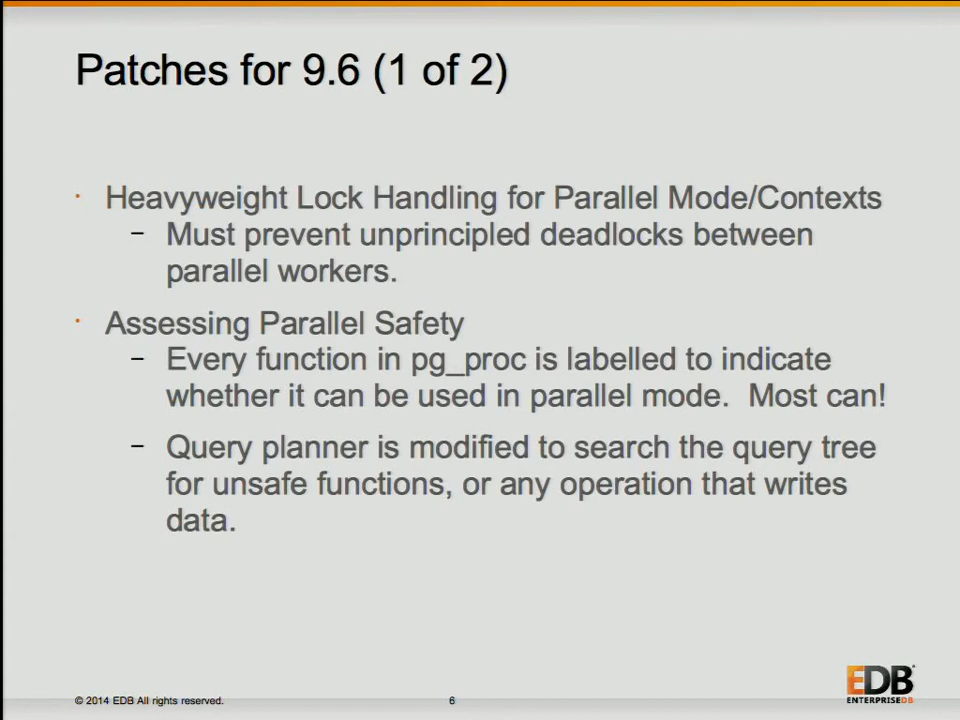 Patches for 9.6 (1 of 2)
· Heavyweight Lock Handling for Parallel Mode/Contexts
– Must prevent unprincipled deadlocks between
parallel workers.
· Assessing Parallel Safety
– Every function in pg_proc is labelled to indicate
whether it can be used in parallel mode.  Most can!
– Query planner is modified to search the query tree
for unsafe functions, or any operation that writes
data.
© 2014 EDB All rights reserved.
6
EDB
ENTERPRISEDB